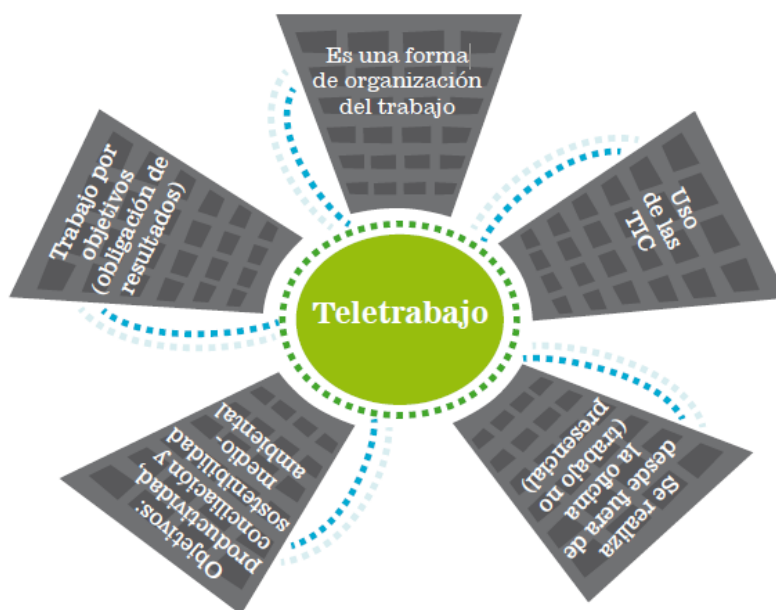 Es una forma
de organización
del trabajo
Uso
de las
TIC
Se realiza
desde fuera de
la oficina
(trabajo no
presencial)
Objetivos:
productividad,
conciliación y
sostenibilidad
medio-
ambiental
Trabajo por
objetivos
(obligación de
resultados)
Teletrabajo